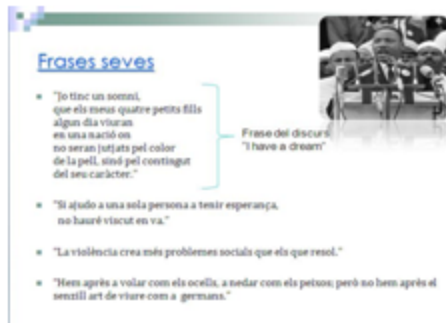 Frases seves
"Jo tinc un somni,
que els meus quatre petits fills
algun dia viuran
en una nació on
no seran jutjats pel color
de la pell, sinó pel contingut
del seu caràcter."
Frase del discurs
"I have a dream"
"Si ajudo a una sola persona a tenir esperança,
no hauré viscut en va."
"La violència crea més problemes socials que els que resol."
"Hem après a volar com els ocells, a nedar com els peixos; però no hem après el
senzill art de viure com a germans."